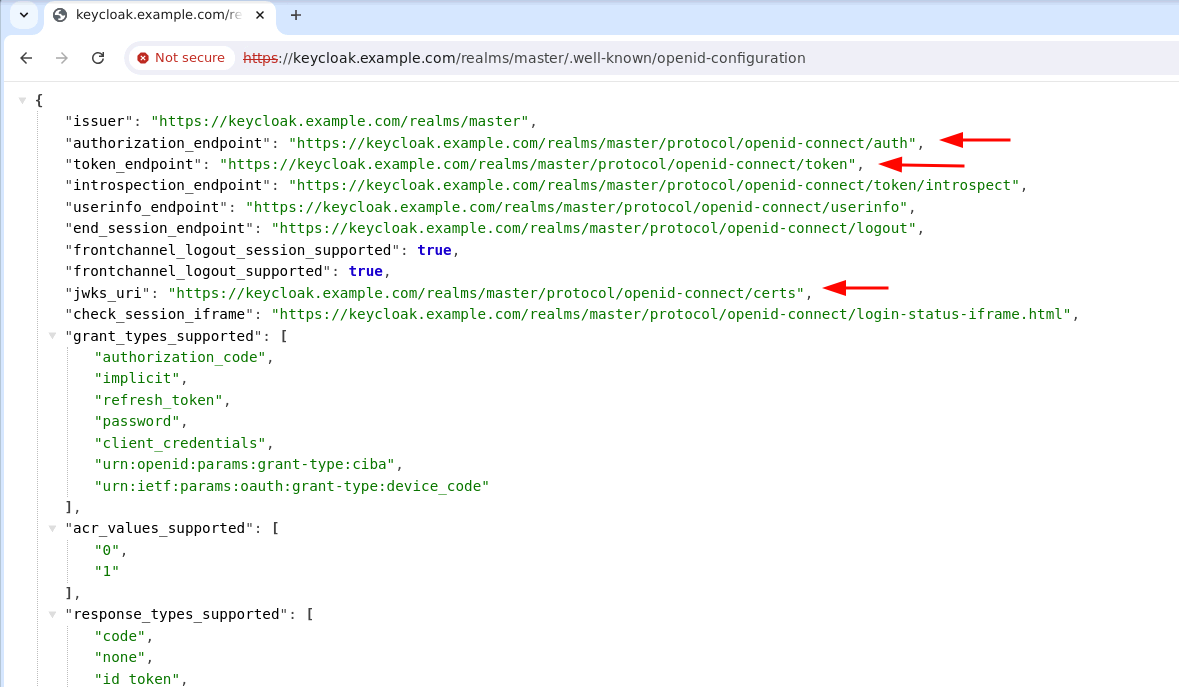 keycloak.example.com/re
Not secure
https://keycloak.example.com/realms/master/.well-known/openid-configuration
{
"issuer": "https://keycloak.example.com/realms/master",
"authorization_endpoint": "https://keycloak.example.com/realms/master/protocol/openid-connect/auth",
"token_endpoint": "https://keycloak.example.com/realms/master/protocol/openid-connect/token",
"introspection_endpoint": "https://keycloak.example.com/realms/master/protocol/openid-connect/token/introspect",
"userinfo_endpoint": "https://keycloak.example.com/realms/master/protocol/openid-connect/userinfo",
"end_session_endpoint": "https://keycloak.example.com/realms/master/protocol/openid-connect/logout",
"frontchannel_logout_session_supported": true,
"frontchannel_logout_supported": true,
"jwks_uri": "https://keycloak.example.com/realms/master/protocol/openid-connect/certs",
"check_session_iframe": "https://keycloak.example.com/realms/master/protocol/openid-connect/login-status-iframe.html",
"grant_types_supported": [
"authorization_code",
"implicit",
"refresh_token",
"password",
"client_credentials",
"urn:openid:params:grant-type:ciba",
"urn:ietf:params:oauth:grant-type:device_code"
],
"acr_values_supported": [
"0",
"1"
],
"response_types_supported": [
"code",
"none",
"id_token",